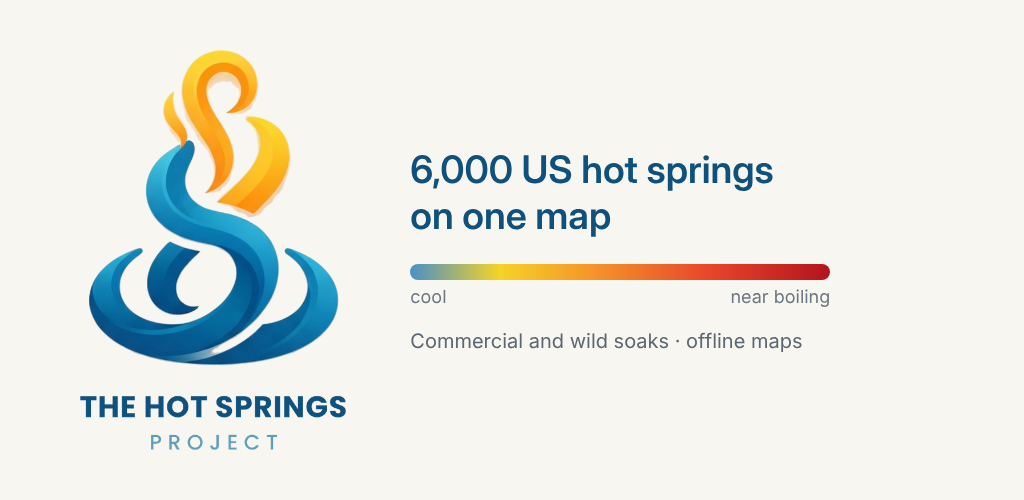 6,000 US hot springs
on one map
cool
near boiling
Commercial and wild soaks · offline maps
THE HOT SPRINGS
PROJECT